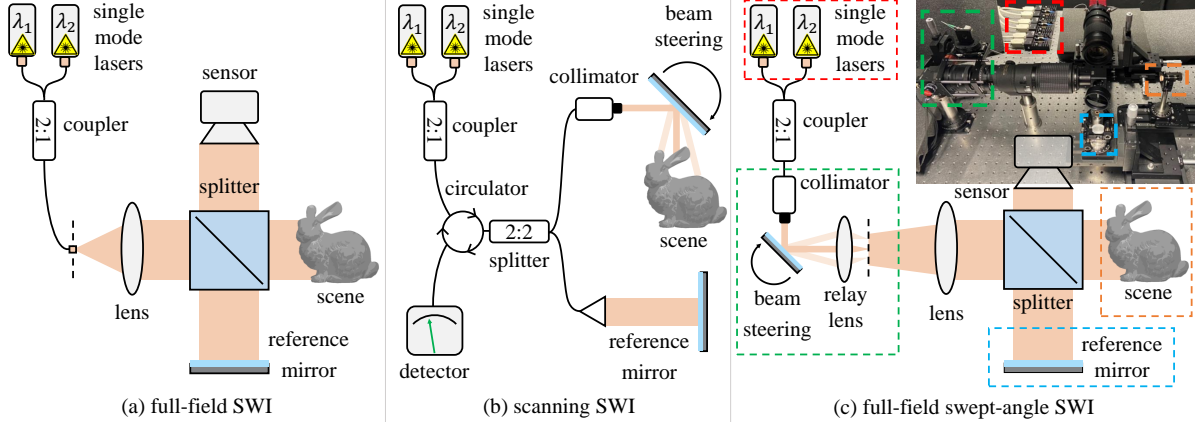 λ1 λ2
single
mode
lasers
2:1
coupler
sensor
splitter
lens
scene
reference
mirror
(a) full-field SWI
λ1 λ2
single
mode
lasers
2:1
coupler
beam
steering
collimator
circulator
2:2
splitter
scene
detector
reference
mirror
(b) scanning SWI
λ1 λ2
single
mode
lasers
2:1
coupler
collimator
sensor
beam
steering
relay
lens
lens
splitter
scene
reference
mirror
(c) full-field swept-angle SWI